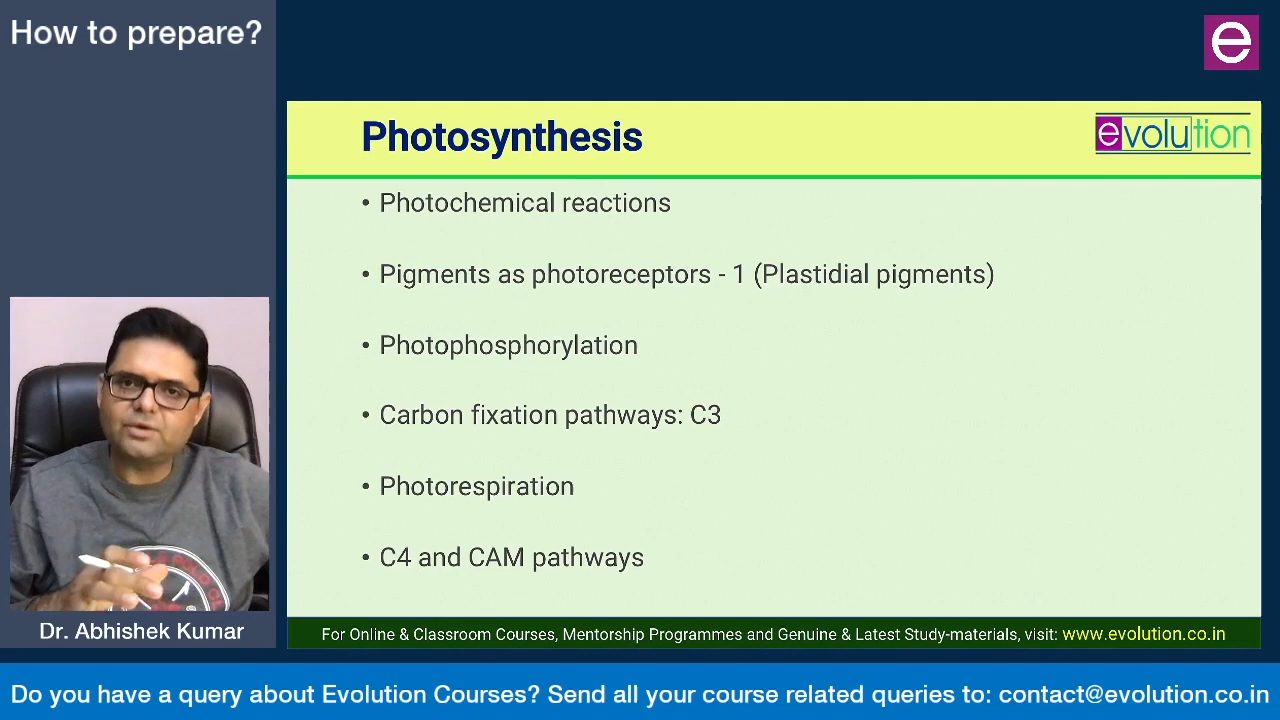 How to prepare?
e
Photosynthesis
evolution
• Photochemical reactions
• Pigments as photoreceptors - 1 (Plastidial pigments)
• Photophosphorylation
• Carbon fixation pathways: C3
• Photorespiration
• C4 and CAM pathways
Dr. Abhishek Kumar
For Online & Classroom Courses, Mentorship Programmes and Genuine & Latest Study-materials, visit: www.evolution.co.in
Do you have a query about Evolution Courses? Send all your course related queries to: contact@evolution.co.in